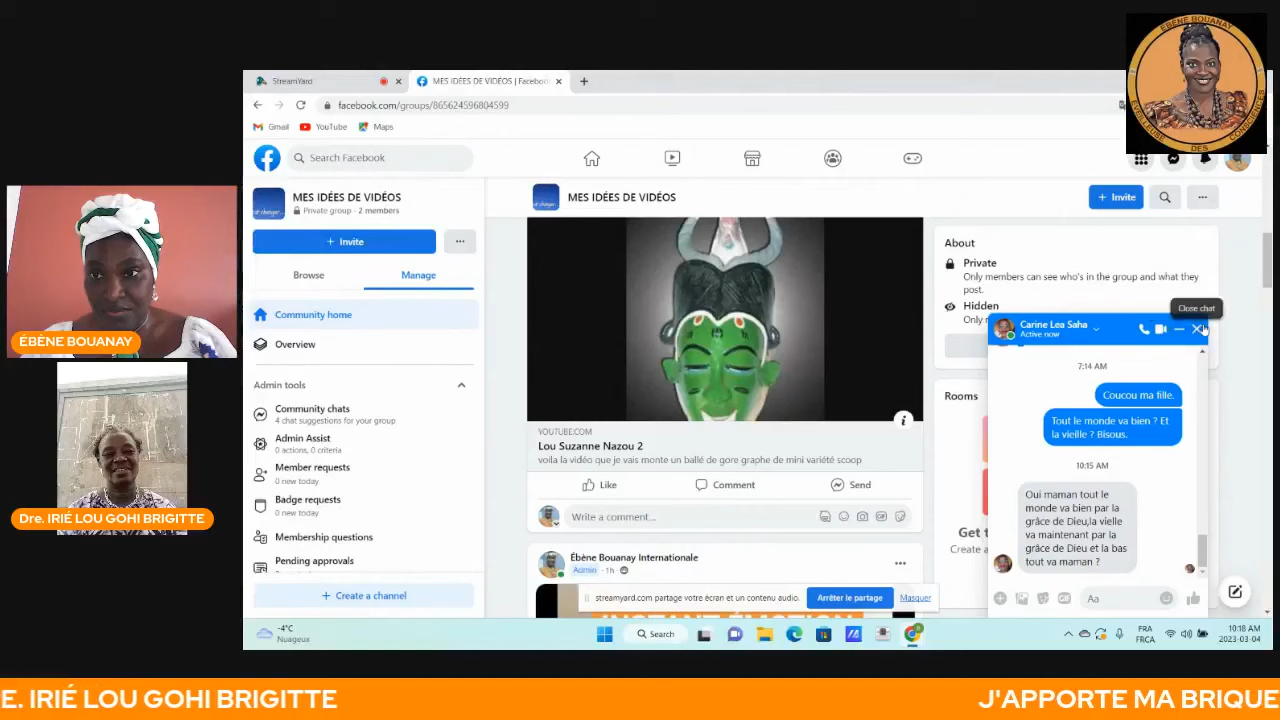 ÉBÈNE BOUANAY
ÉVEILLEUSE DES CONSCIENCES
StreamYard
MES IDÉES DE VIDÉOS | Faceboo
facebook.com/groups/865624596804599
Gmail
YouTube
Maps
Search Facebook
MES IDÉES DE VIDÉOS
Private group · 2 members
+ Invite
Browse
Manage
Community home
Overview
Admin tools
Community chats
4 chat suggestions for your group
Admin Assist
0 actions, 0 criteria
Member requests
0 new today
Badge requests
0 new today
Membership questions
Pending approvals
+ Create a channel
MES IDÉES DE VIDÉOS
+ Invite
YOUTUBE.COM
Lou Suzanne Nazou 2
voila la vidéo que je vais monte un ballé de gore graphe de mini variété scoop
Like
Comment
Send
Write a comment...
Ébène Bouanay Internationale
Admin · 1h ·
INSTANT ÉMOTION
streamyard.com partage votre écran et un contenu audio.
Arrêter le partage
Masquer
About
Private
Only members can see who's in the group and what they
post.
Hidden
Only
Rooms
Get t
Create a
Close chat
Carine Lea Saha
Active now
7:14 AM
Coucou ma fille.
Tout le monde va bien ? Et
la vieille ? Bisous.
10:15 AM
Oui maman tout le
monde va bien par la
grâce de Dieu,la vielle
va maintenant par la
grâce de Dieu et la bas
tout va maman ?
Aa
-4°C
Nuageux
Search
FRA
FRCA
10:18 AM
2023-03-04
ÉBÈNE BOUANAY
Dre. IRIÉ LOU GOHI BRIGITTE
E. IRIÉ LOU GOHI BRIGITTE
J'APPORTE MA BRIQUE